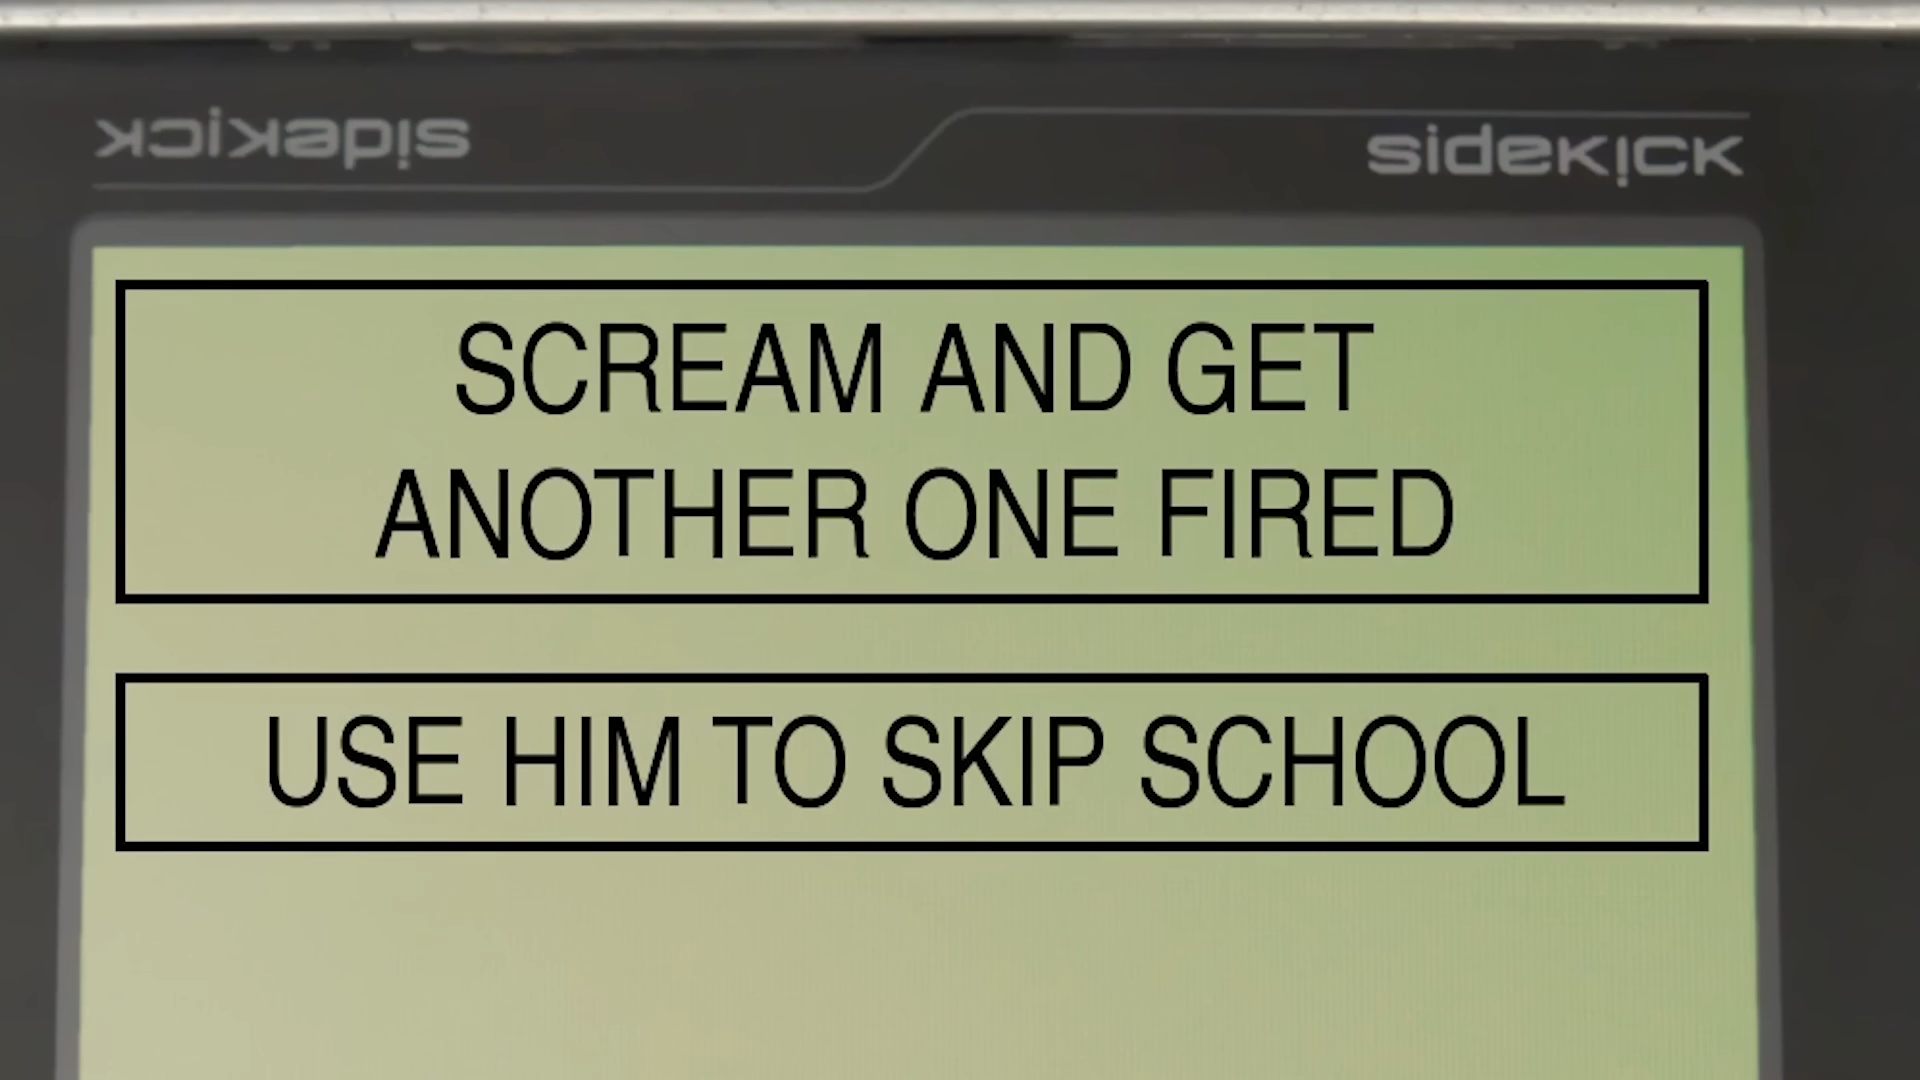 sidekick
sidekick
SCREAM AND GET
ANOTHER ONE FIRED
USE HIM TO SKIP SCHOOL